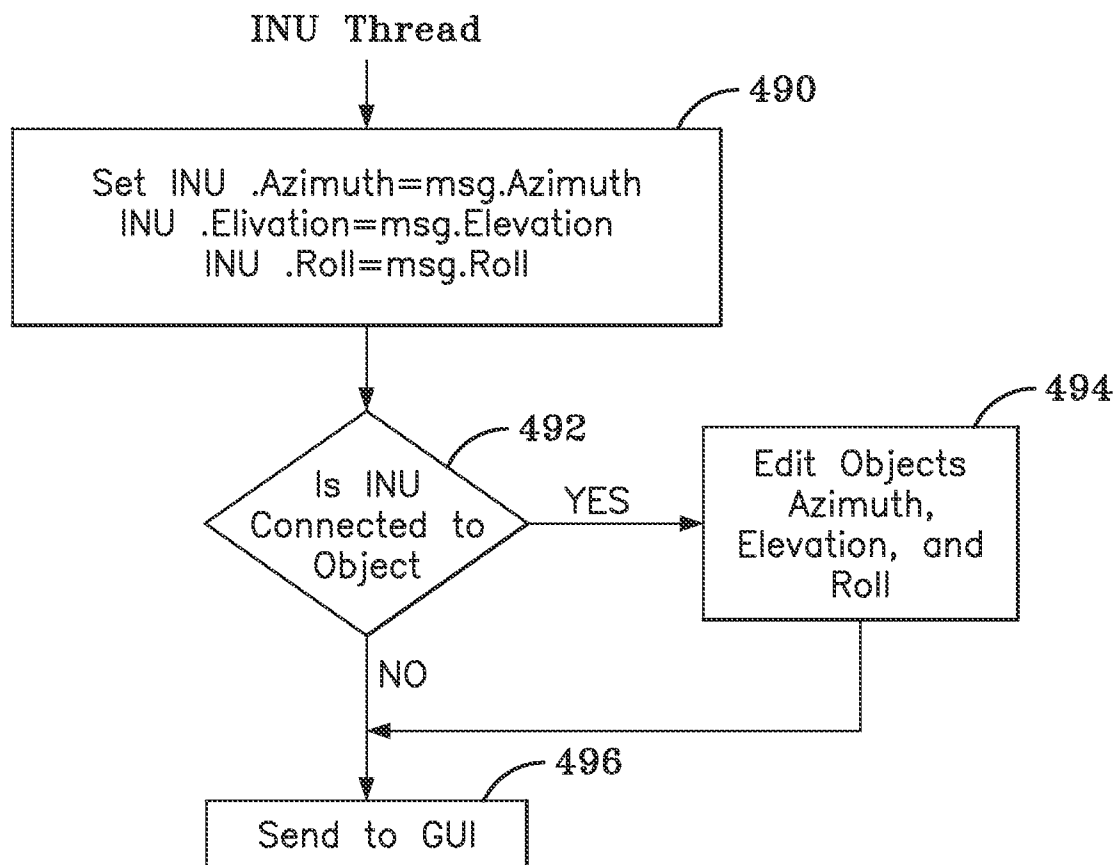 INU Thread
490
Set INU .Azimuth=msg.Azimuth
INU .Elivation=msg.Elevation
INU .Roll=msg.Roll
492
Is INU
Connected to
Object
YES
494
Edit Objects
Azimuth,
Elevation, and
Roll
NO
496
Send to GUI